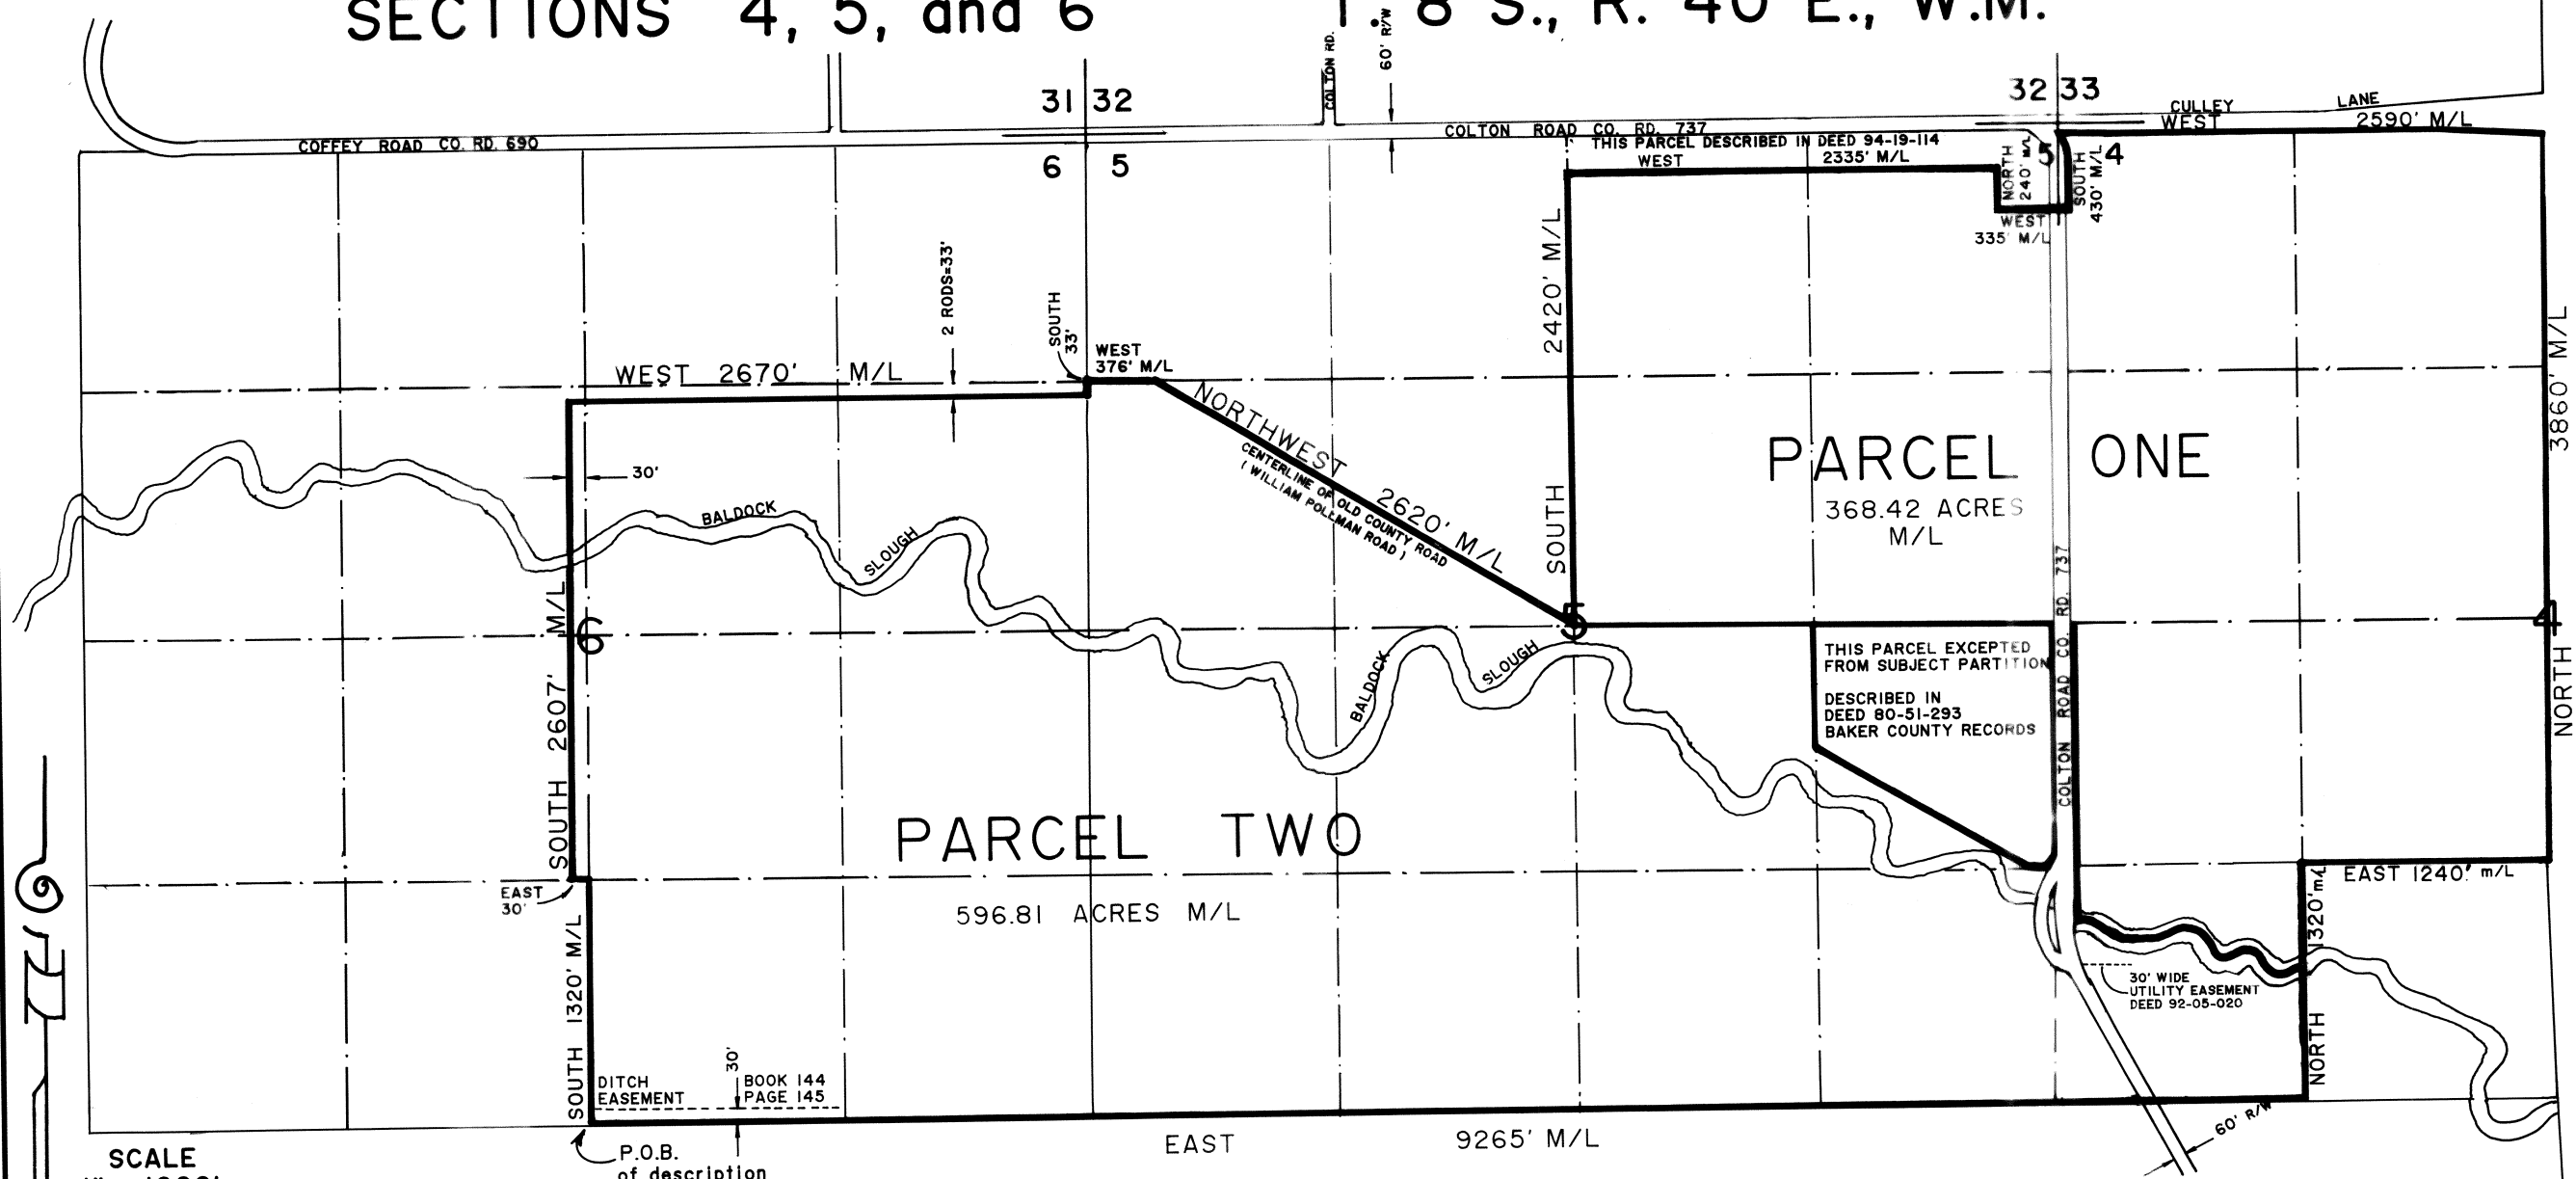 SECTIONS 4, 5, and 6 T. 8 S., R. 40 E., W.M.
COLTON RD.
60' R/W
31 32
32 33
CULLEY LANE
WEST 2590' M/L
COFFEY ROAD CO. RD. 690
COLTON ROAD CO. RD. 737
THIS PARCEL DESCRIBED IN DEED 94-19-114
WEST 2335' M/L
6 5
5 4
NORTH
240' M/L
SOUTH
430' M/L
WEST
335' M/L
2 RODS=33'
SOUTH
33'
WEST
376' M/L
WEST 2670' M/L
SOUTH 2420' M/L
NORTH 3860' M/L
NORTHWEST 2620' M/L
CENTERLINE OF OLD COUNTY ROAD
( WILLIAM POLLMAN ROAD )
PARCEL ONE
368.42 ACRES
M/L
30'
BALDOCK
SLOUGH
COLTON ROAD CO. RD. 737
6
5
4
SOUTH 2607' M/L
BALDOCK
SLOUGH
THIS PARCEL EXCEPTED
FROM SUBJECT PARTITION
DESCRIBED IN
DEED 80-51-293
BAKER COUNTY RECORDS
PARCEL TWO
596.81 ACRES M/L
EAST
30'
EAST 1240' m/L
NORTH 1320' m/L
SOUTH 1320' M/L
30' WIDE
UTILITY EASEMENT
DEED 92-05-020
DITCH
EASEMENT
30'
BOOK 144
PAGE 145
60' R/W
EAST 9265' M/L
P.O.B.
of description
SCALE